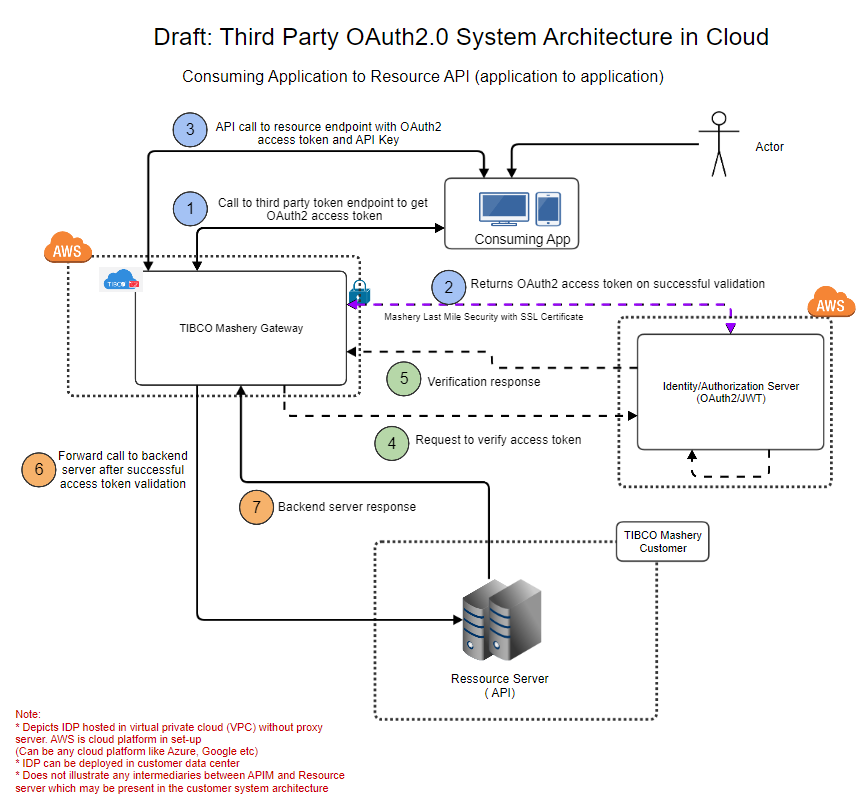 Draft: Third Party OAuth2.0 System Architecture in Cloud
Consuming Application to Resource API (application to application)
3
API call to resource endpoint with OAuth2
access token and API Key
Actor
1
Call to third party token endpoint to get
OAuth2 access token
Consuming App
AWS
TIBCO
TIBCO Mashery Gateway
2
Returns OAuth2 access token on successful validation
Mashery Last Mile Security with SSL Certificate
AWS
Identity/Authorization Server
(OAuth2/JWT)
5
Verification response
4
Request to verify access token
6
Forward call to backend
server after successful
access token validation
7
Backend server response
TIBCO Mashery
Customer
Ressource Server
( API)
Note:
* Depicts IDP hosted in virtual private cloud (VPC) without proxy
server. AWS is cloud platform in set-up
(Can be any cloud platform like Azure, Google etc)
* IDP can be deployed in customer data center
* Does not illustrate any intermediaries between APIM and Resource
server which may be present in the customer system architecture